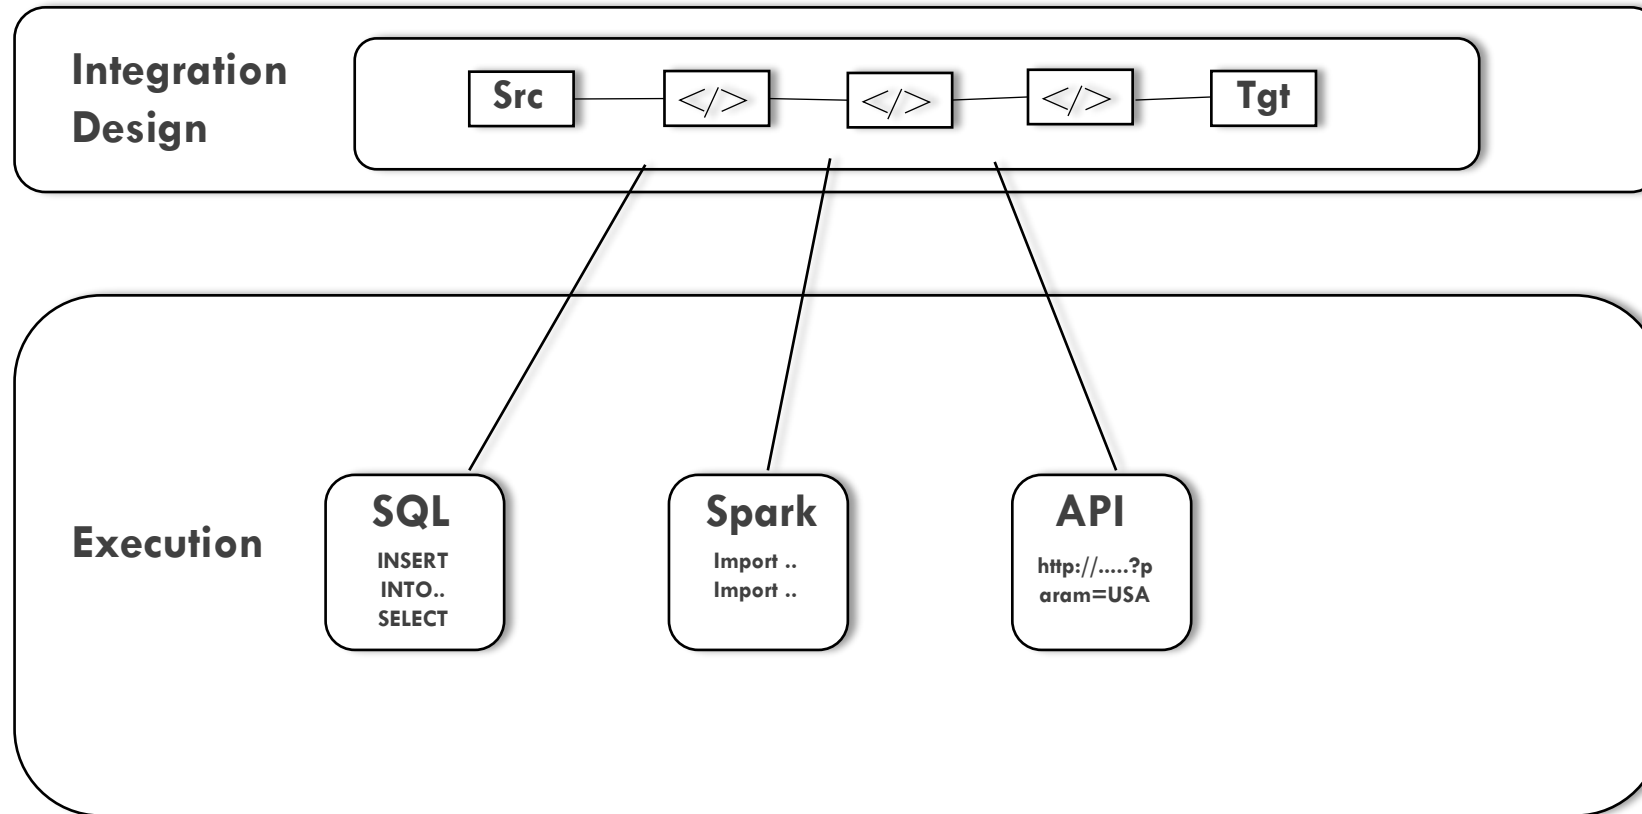 Integration
Design
Src
</>
</>
</>
Tgt
Execution
SQL
INSERT
INTO..
SELECT
Spark
Import ..
Import ..
API
http://.....?p
aram=USA